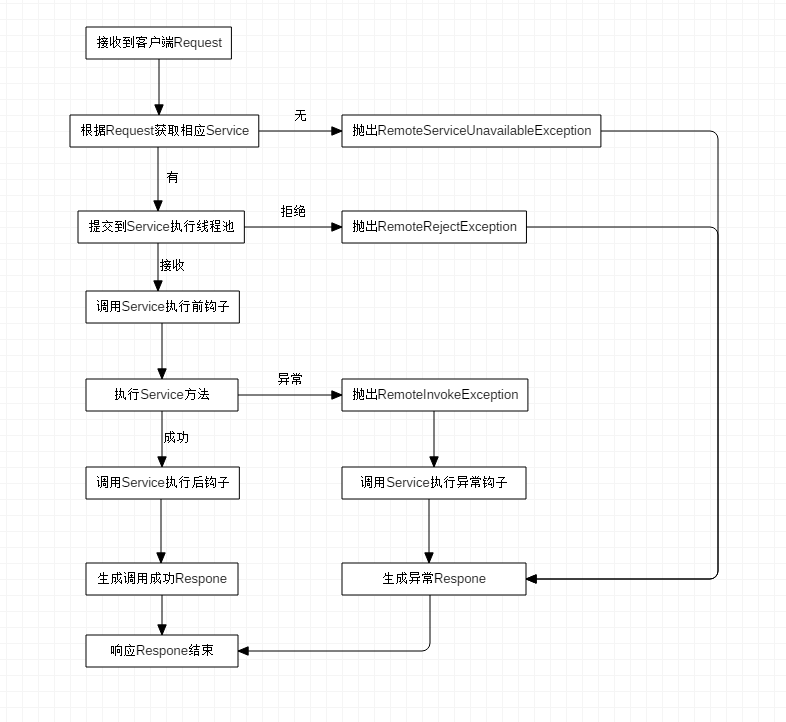 接收到客户端Request
无
根据Request获取相应Service
抛出RemoteServiceUnavailableException
有
拒绝
提交到Service执行线程池
抛出RemoteRejectException
接收
调用Service执行前钩子
异常
执行Service方法
抛出RemoteInvokeException
成功
调用Service执行后钩子
调用Service执行异常钩子
生成调用成功Respone
生成异常Respone
响应Respone结束